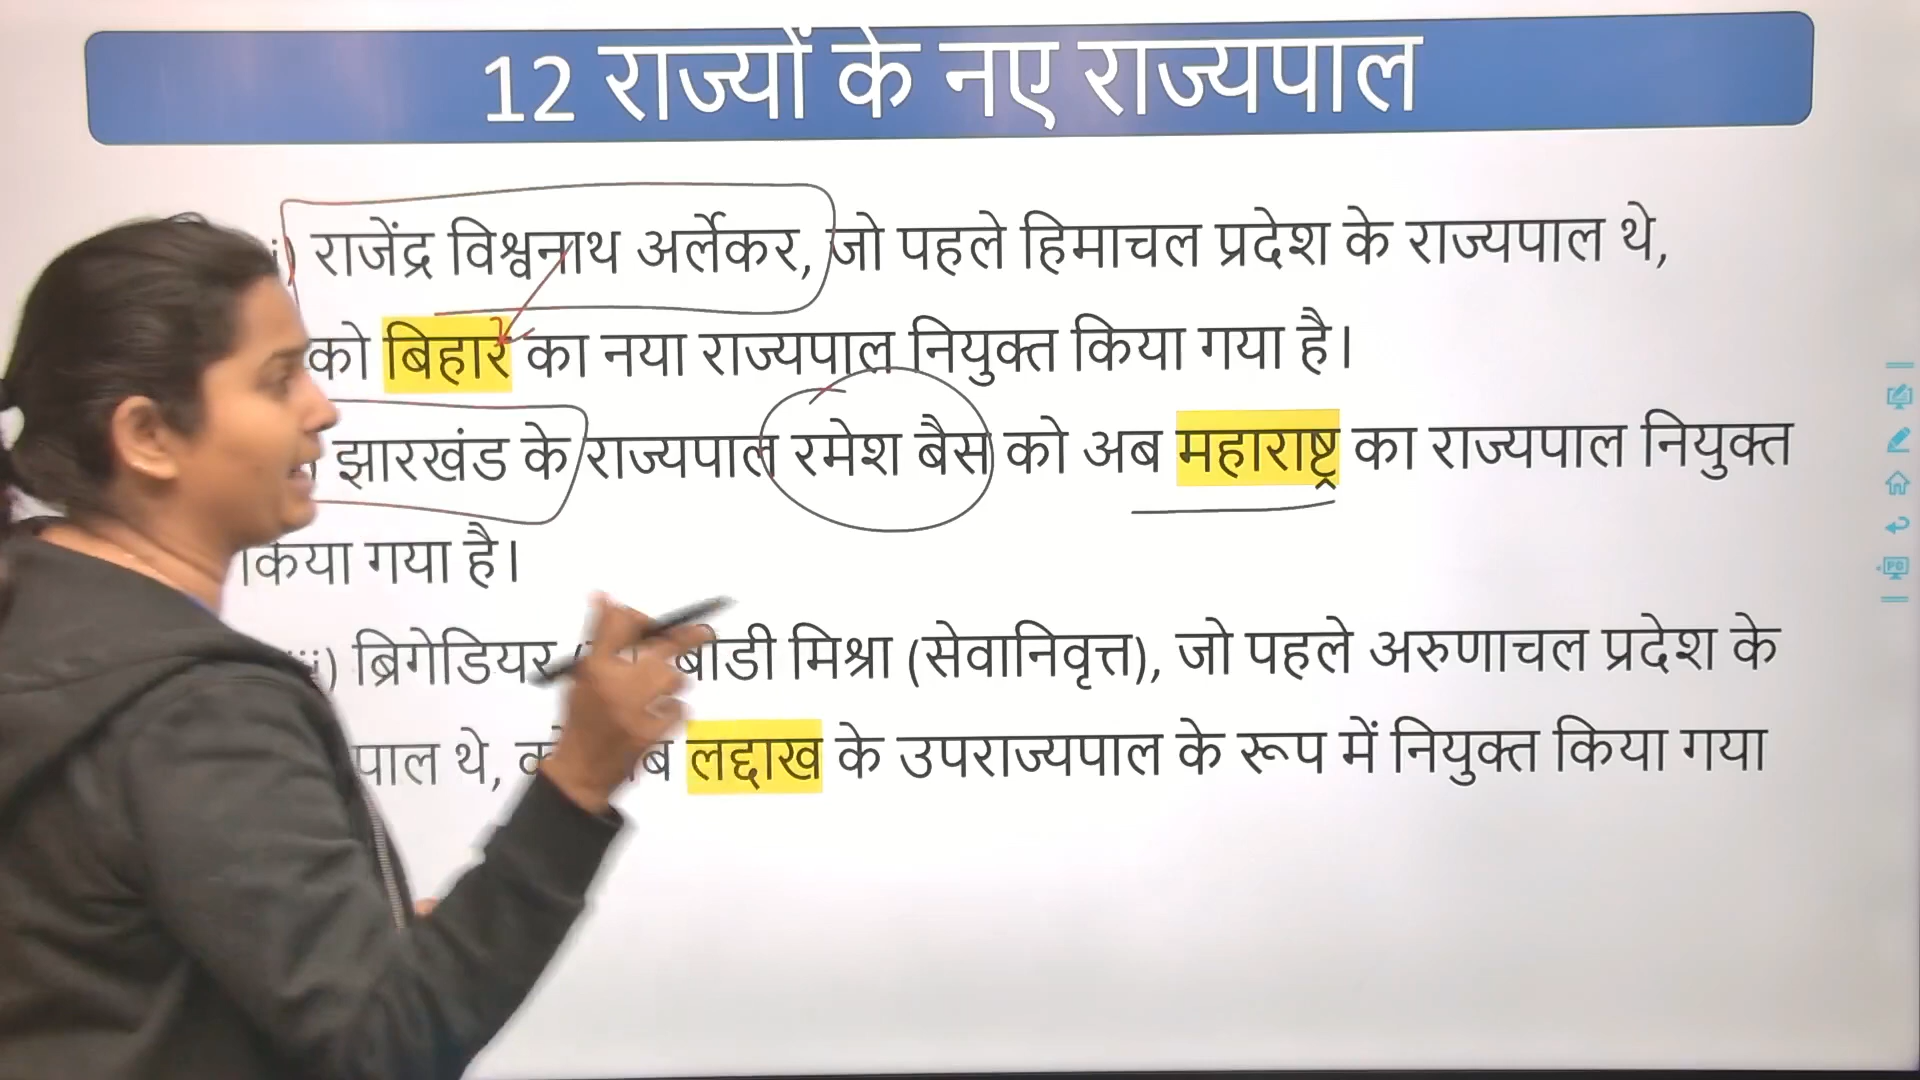 12 राज्यों के नए राज्यपाल
राजेंद्र विश्वनाथ अर्लेकर, जो पहले हिमाचल प्रदेश के राज्यपाल थे,
को बिहार का नया राज्यपाल नियुक्त किया गया है।
झारखंड के राज्यपाल रमेश बैस को अब महाराष्ट्र का राज्यपाल नियुक्त
किया गया है।
ब्रिगेडियर मिश्रा (सेवानिवृत्त), जो पहले अरुणाचल प्रदेश के
थे, लद्दाख के उपराज्यपाल के रूप में नियुक्त किया गया